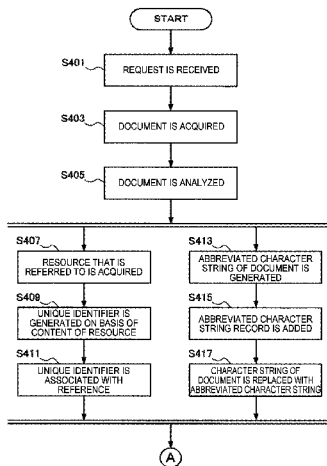 START
S401
REQUEST IS RECEIVED
S403
DOCUMENT IS ACQUIRED
S405
DOCUMENT IS ANALYZED
S407
RESOURCE THAT IS
REFERRED TO IS ACQUIRED
S409
UNIQUE IDENTIFIER IS
GENERATED ON BASIS OF
CONTENT OF RESOURCE
S411
UNIQUE IDENTIFIER IS
ASSOCIATED WITH
REFERENCE
S413
ABBREVIATED CHARACTER
STRING OF DOCUMENT IS
GENERATED
S415
ABBREVIATED CHARACTER
STRING RECORD IS ADDED
S417
CHARACTER STRING OF
DOCUMENT IS REPLACED WITH
ABBREVIATED CHARACTER STRING
A